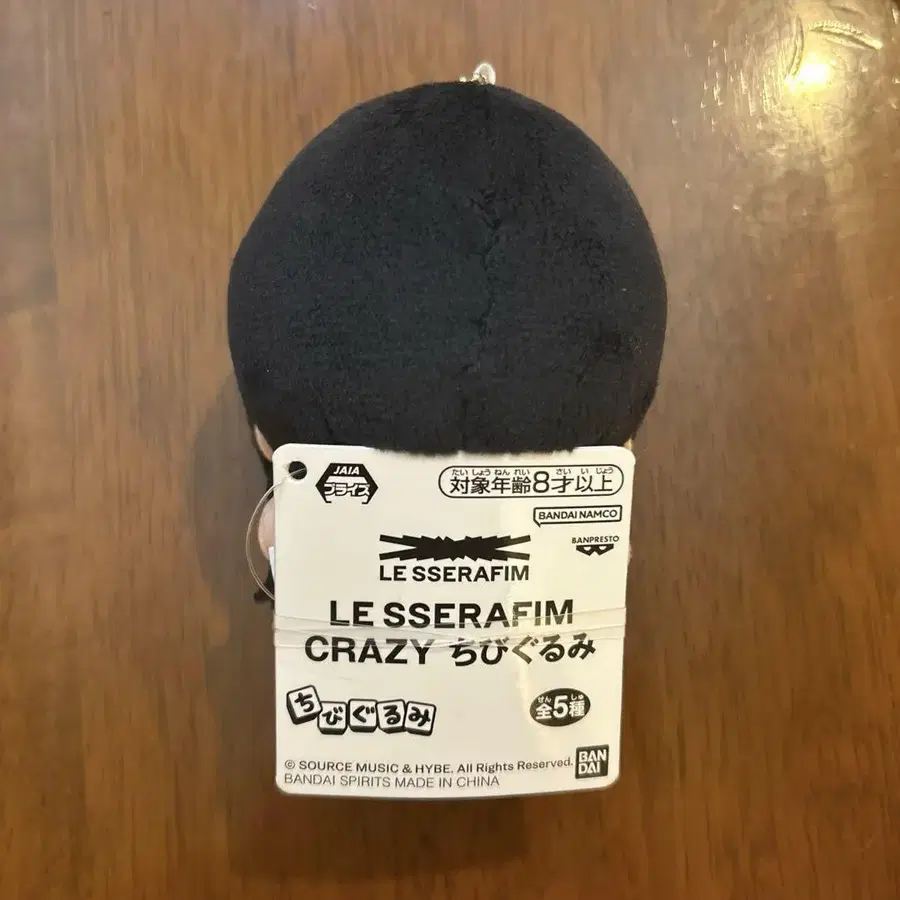 JAIA
プライズ
たいしょうねんれい さい いじょう
対象年齢8才以上
BANDAI NAMCO
BANPRESTO
LE SSERAFIM
LE SSERAFIM
CRAZY ちびぐるみ
ちびぐるみ
ぜん しゅ
全5種
© SOURCE MUSIC & HYBE. All Rights Reserved.
BANDAI SPIRITS MADE IN CHINA
BAN
DAI